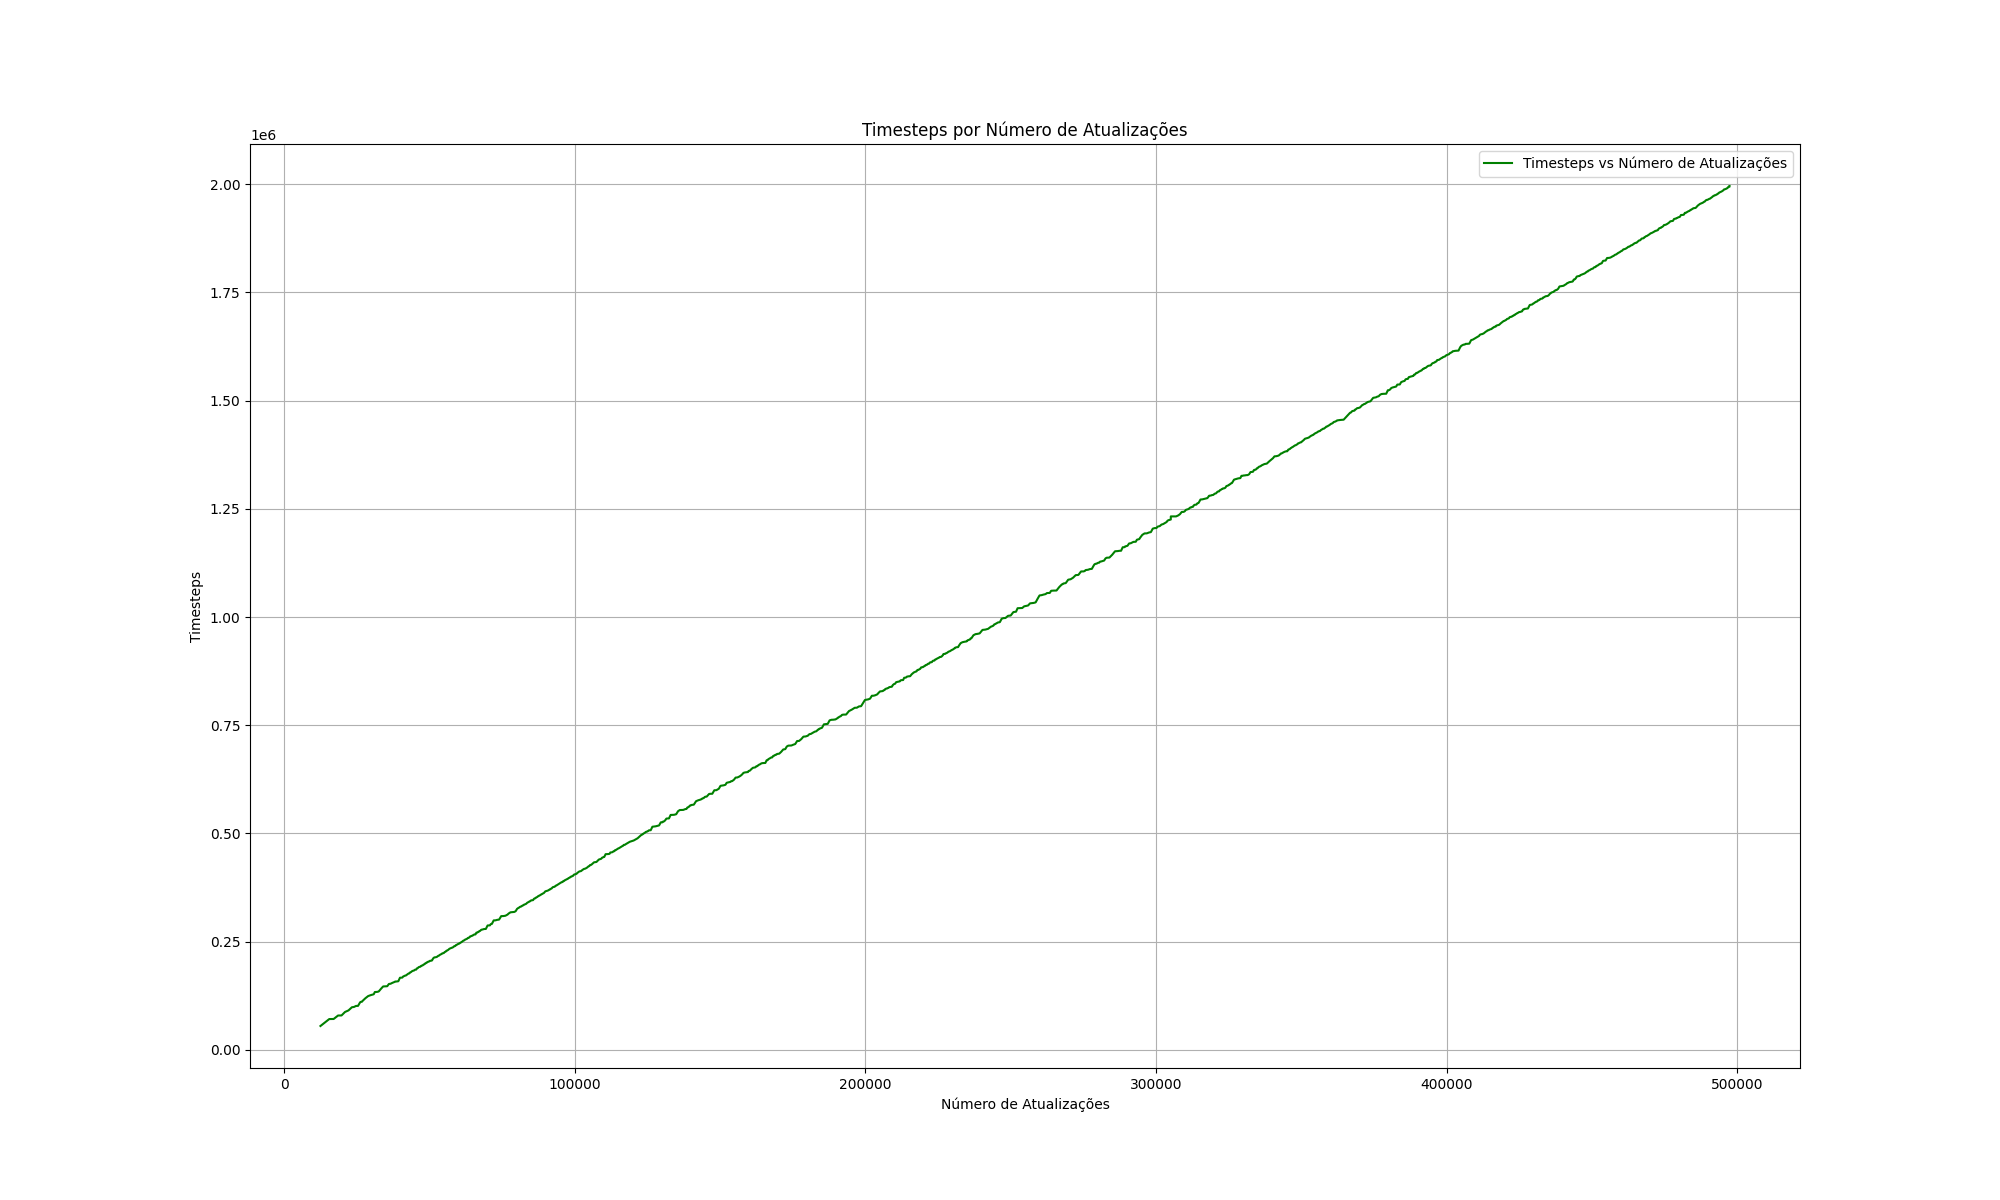 Timesteps por Número de Atualizações
1e6
Timesteps vs Número de Atualizações
2.00
1.75
1.50
1.25
1.00
0.75
0.50
0.25
0.00
Timesteps
0 100000 200000 300000 400000 500000
Número de Atualizações